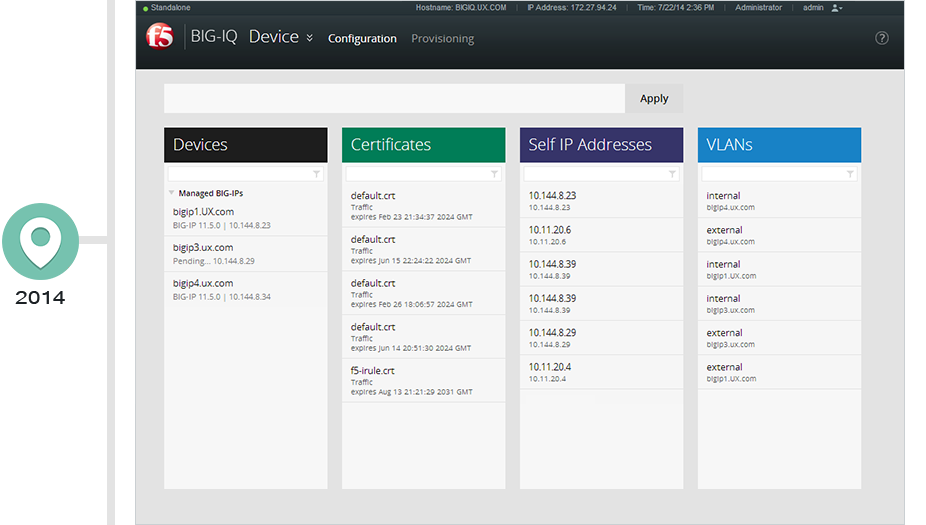 Standalone
Hostname: BIGIQ.UX.COM | IP Address: 172.27.94.24 | Time: 7/22/14 2:36 PM | Administrator | admin
f5 BIG-IQ Device Configuration Provisioning ?
Apply
Devices
Managed BIG-IPs
bigip1.UX.com
BIG-IP 11.5.0 | 10.144.8.23
bigip3.ux.com
Pending... 10.144.8.29
bigip4.ux.com
BIG-IP 11.5.0 | 10.144.8.34
Certificates
default.crt
Traffic
expires Feb 23 21:34:37 2024 GMT
default.crt
Traffic
expires Jun 15 22:24:22 2024 GMT
default.crt
Traffic
expires Feb 26 18:06:57 2024 GMT
default.crt
Traffic
expires Jun 14 20:51:30 2024 GMT
f5-irule.crt
Traffic
expires Aug 13 21:21:29 2031 GMT
Self IP Addresses
10.144.8.23
10.144.8.23
10.11.20.6
10.11.20.6
10.144.8.39
10.144.8.39
10.144.8.39
10.144.8.39
10.144.8.29
10.144.8.29
10.11.20.4
10.11.20.4
VLANs
internal
bigip4.ux.com
external
bigip4.ux.com
internal
bigip1.UX.com
internal
bigip3.ux.com
external
bigip3.ux.com
external
bigip1.UX.com
2014